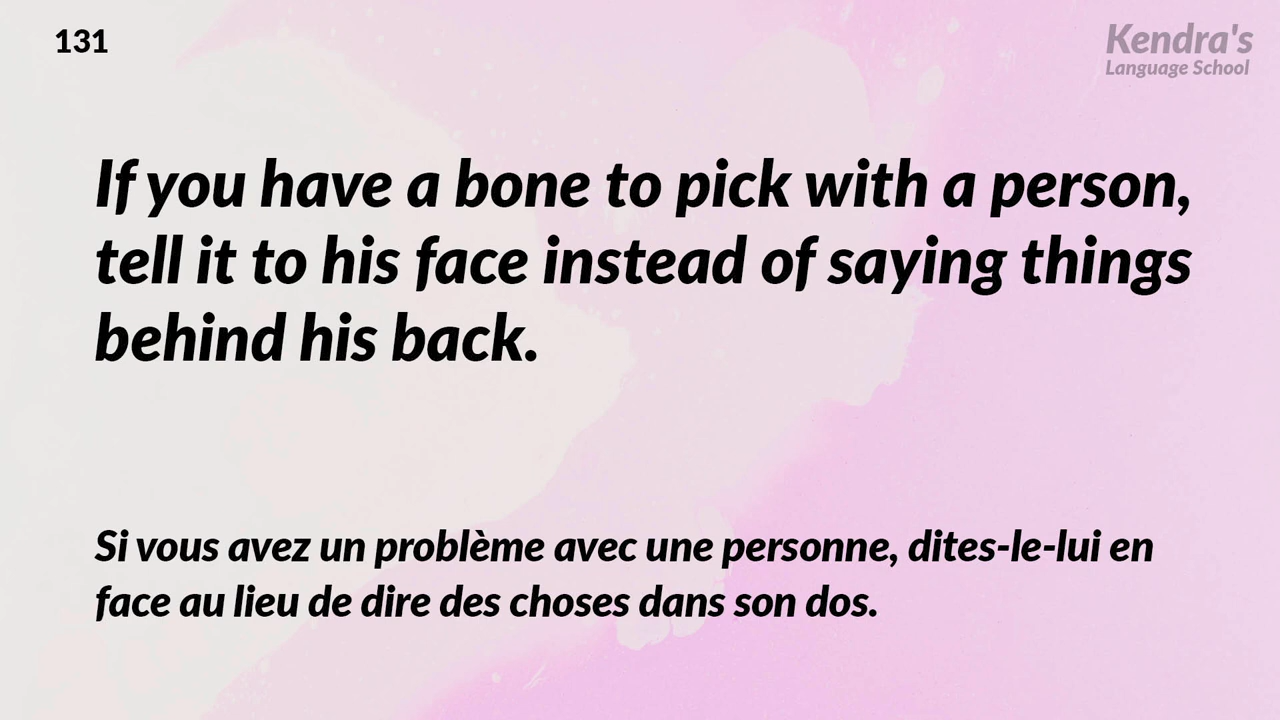 131
Kendra's
Language School
If you have a bone to pick with a person,
tell it to his face instead of saying things
behind his back.
Si vous avez un problème avec une personne, dites-le-lui en
face au lieu de dire des choses dans son dos.